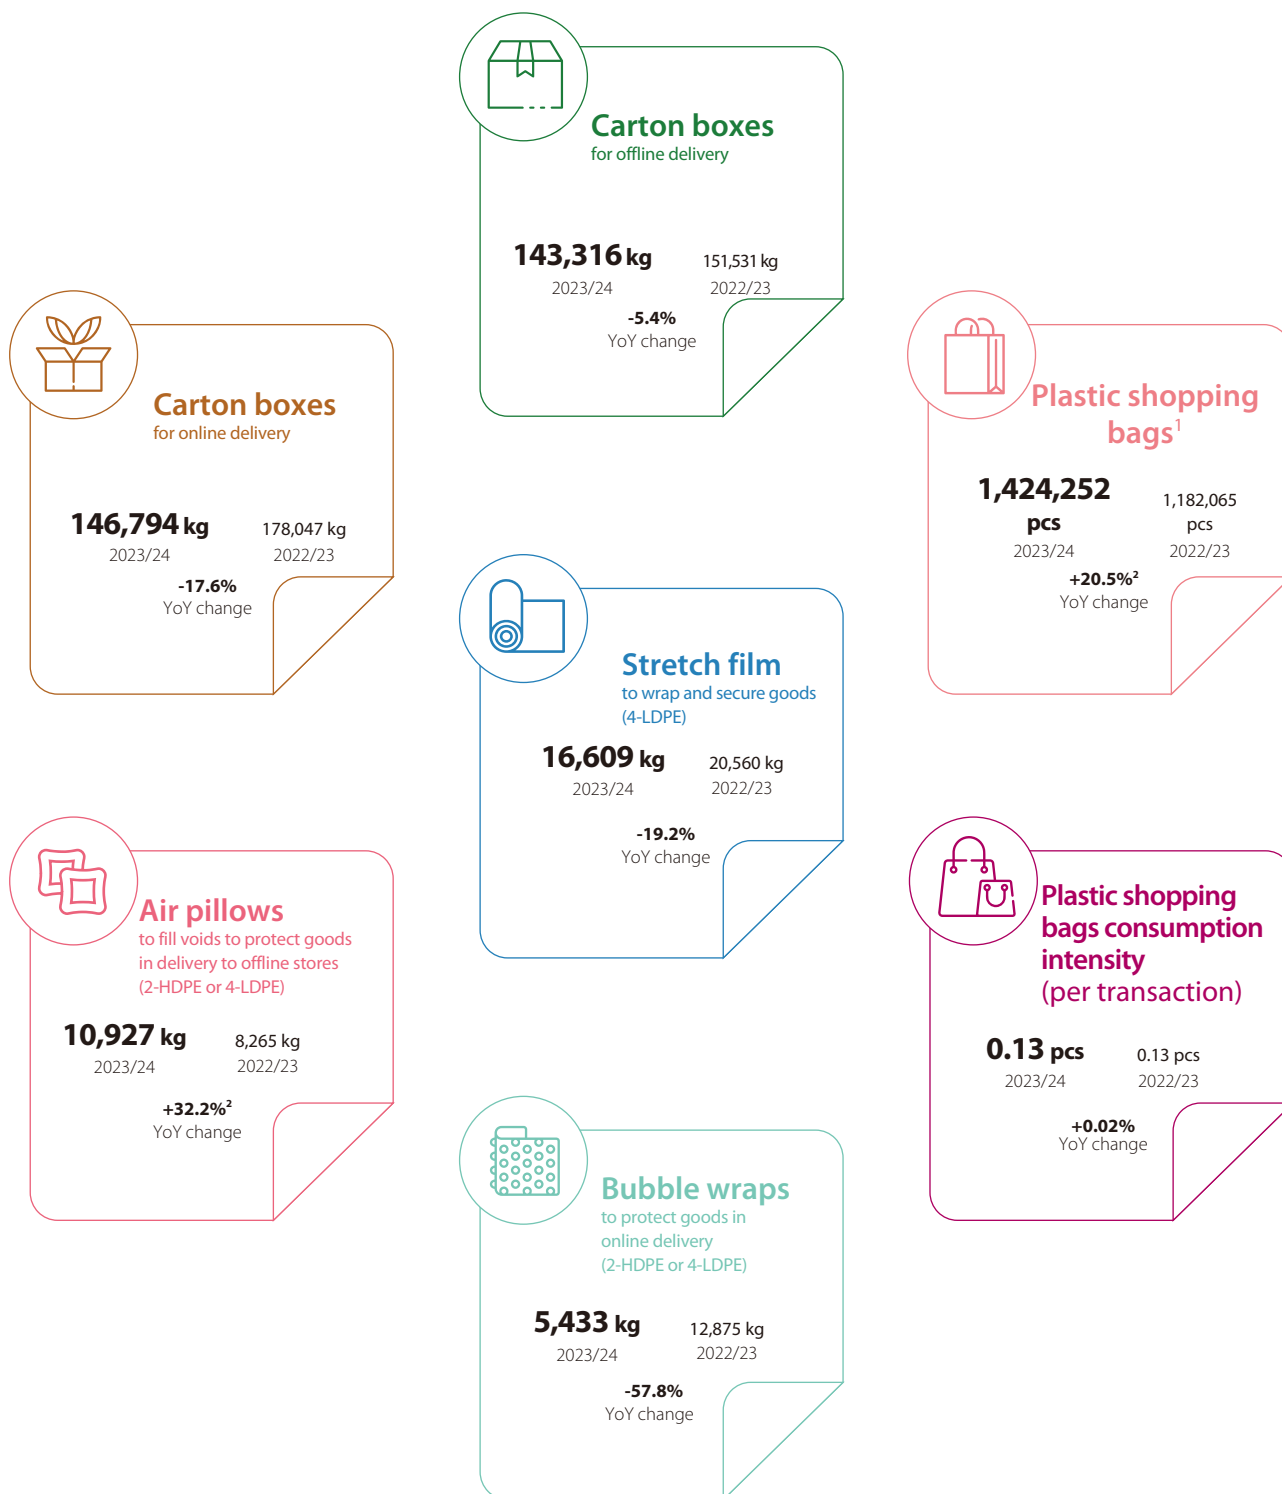 Carton boxes
for offline delivery
143,316 kg
2023/24
151,531 kg
2022/23
-5.4%
YoY change
Carton boxes
for online delivery
146,794 kg
2023/24
178,047 kg
2022/23
-17.6%
YoY change
Plastic shopping
bags¹
1,424,252
pcs
2023/24
1,182,065
pcs
2022/23
+20.5%²
YoY change
Stretch film
to wrap and secure goods
(4-LDPE)
16,609 kg
2023/24
20,560 kg
2022/23
-19.2%
YoY change
Air pillows
to fill voids to protect goods
in delivery to offline stores
(2-HDPE or 4-LDPE)
10,927 kg
2023/24
8,265 kg
2022/23
+32.2%²
YoY change
Plastic shopping
bags consumption
intensity
(per transaction)
0.13 pcs
2023/24
0.13 pcs
2022/23
+0.02%
YoY change
Bubble wraps
to protect goods in
online delivery
(2-HDPE or 4-LDPE)
5,433 kg
2023/24
12,875 kg
2022/23
-57.8%
YoY change